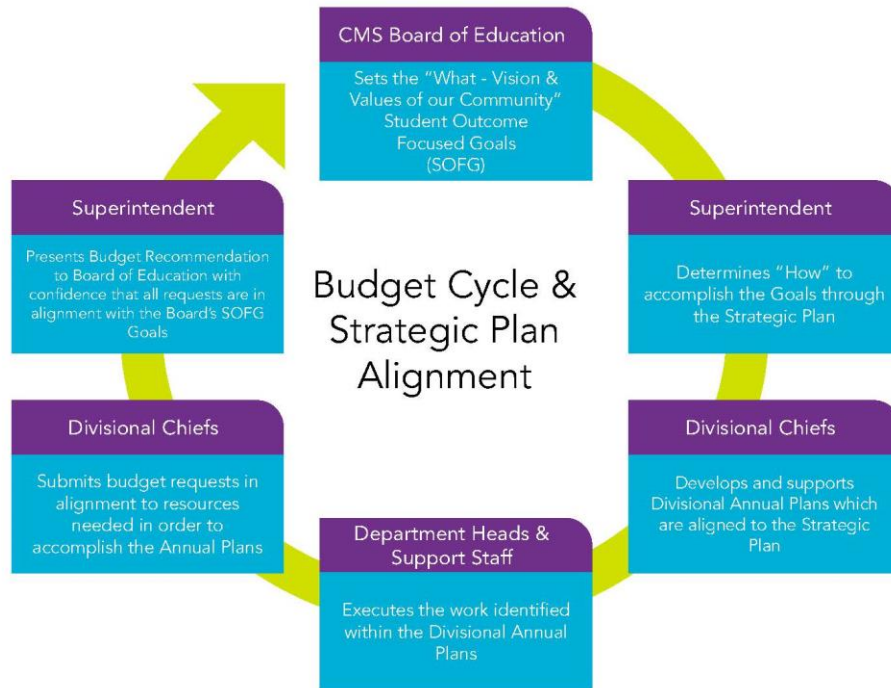 CMS Board of Education
Sets the “What - Vision &
Values of our Community”
Student Outcome
Focused Goals
(SOFG)
Superintendent
Determines “How” to
accomplish the Goals through
the Strategic Plan
Divisional Chiefs
Develops and supports
Divisional Annual Plans which
are aligned to the Strategic
Plan
Department Heads &
Support Staff
Executes the work identified
within the Divisional Annual
Plans
Divisional Chiefs
Submits budget requests in
alignment to resources
needed in order to
accomplish the Annual Plans
Superintendent
Presents Budget Recommendation
to Board of Education with
confidence that all requests are in
alignment with the Board’s SOFG
Goals
Budget Cycle &
Strategic Plan
Alignment